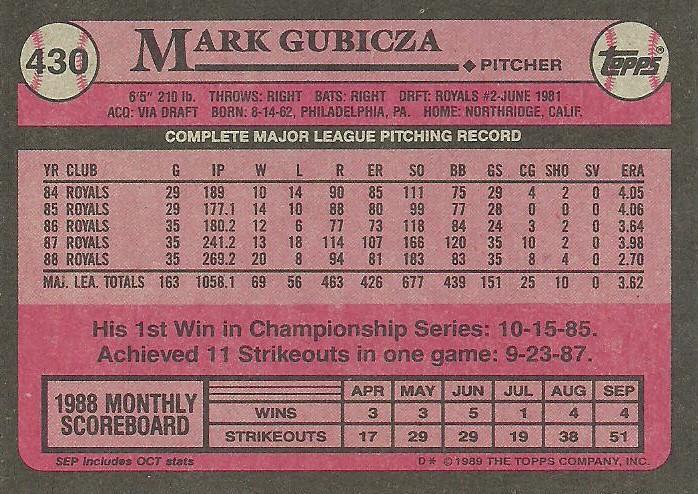 430 MARK GUBICZA Topps®
PITCHER
6'5" 210 lb. THROWS: RIGHT BATS: RIGHT DRFT: ROYALS #2-JUNE 1981
ACQ: VIA DRAFT BORN: 8-14-62, PHILADELPHIA, PA. HOME: NORTHRIDGE, CALIF.
COMPLETE MAJOR LEAGUE PITCHING RECORD
YR CLUB G IP W L R ER SO BB GS CG SHO SV ERA
84 ROYALS 29 189 10 14 90 85 111 75 29 4 2 0 4.05
85 ROYALS 29 177.1 14 10 88 80 99 77 28 0 0 0 4.06
86 ROYALS 35 180.2 12 6 77 73 118 84 24 3 2 0 3.64
87 ROYALS 35 241.2 13 18 114 107 166 120 35 10 2 0 3.98
88 ROYALS 35 269.2 20 8 94 81 183 83 35 8 4 0 2.70
MAJ. LEA. TOTALS 163 1058.1 69 56 463 426 677 439 151 25 10 0 3.62
His 1st Win in Championship Series: 10-15-85.
Achieved 11 Strikeouts in one game: 9-23-87.
1988 MONTHLY SCOREBOARD
APR MAY JUN JUL AUG SEP
WINS 3 3 5 1 4 4
STRIKEOUTS 17 29 29 19 38 51
SEP Includes OCT stats D* ©1989 THE TOPPS COMPANY, INC.